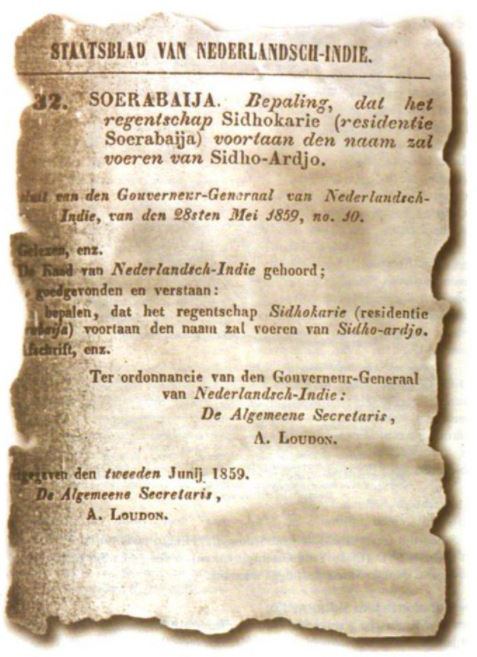 STAATSBLAD VAN NEDERLANDSCH-INDIE.
32. SOERABAIJA. Bepaling, dat het
regentschap Sidhokarie (residentie
Soerabaija) voortaan den naam zal
voeren van Sidho-Ardjo.
van den Gouverneur-Generaal van Nederlandsch-
Indie, van den 28sten Mei 1859, no. 10.
Gelezen, enz.
De Raad van Nederlandsch-Indie gehoord;
goedgevonden en verstaan:
bepalen, dat het regentschap Sidhokarie (residentie
voortaan den naam zal voeren van Sidho-ardjo.
enz.
Ter ordonnancie van den Gouverneur-Generaal
van Nederlandsch-Indie:
De Algemeene Secretaris,
A. LOUDON.
den tweeden Junij 1859.
De Algemeene Secretaris,
A. LOUDON.